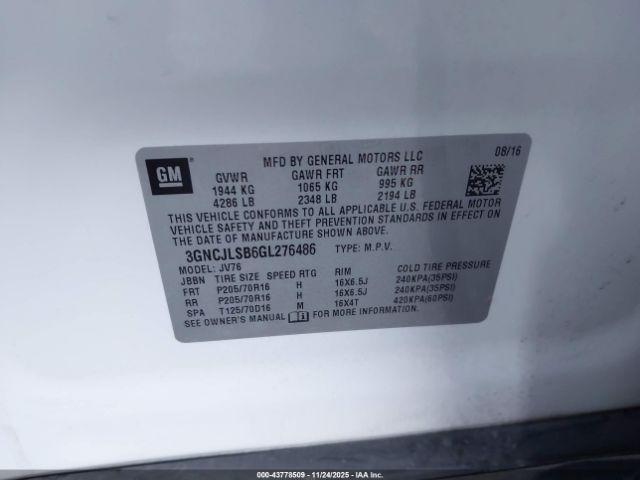 GM
MFD BY GENERAL MOTORS LLC 08/16
GVWR GAWR FRT GAWR RR
1944 KG 1065 KG 995 KG
4286 LB 2348 LB 2194 LB
THIS VEHICLE CONFORMS TO ALL APPLICABLE U.S. FEDERAL MOTOR
VEHICLE SAFETY AND THEFT PREVENTION STANDARDS IN EFFECT ON
THE DATE OF MANUFACTURE SHOWN ABOVE.
3GNCJLSB6GL276486 TYPE: M.P.V.
MODEL: JV76
JBBN TIRE SIZE SPEED RTG RIM COLD TIRE PRESSURE
FRT P205/70R16 H 16X6.5J 240KPA(35PSI)
RR P205/70R16 H 16X6.5J 240KPA(35PSI)
SPA T125/70D16 M 16X4T 420KPA(60PSI)
SEE OWNER'S MANUAL FOR MORE INFORMATION.
000-43778509 - 11/24/2025 - IAA, Inc.